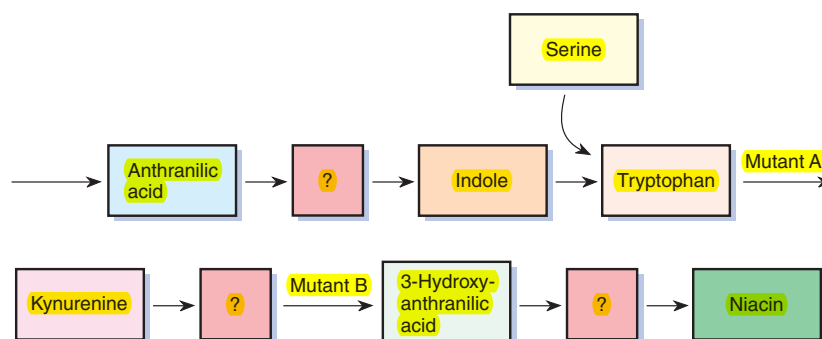 Serine
Anthranilic
acid
?
Indole
Tryptophan
Mutant A
Kynurenine
?
Mutant B
3-Hydroxy-
anthranilic
acid
?
Niacin